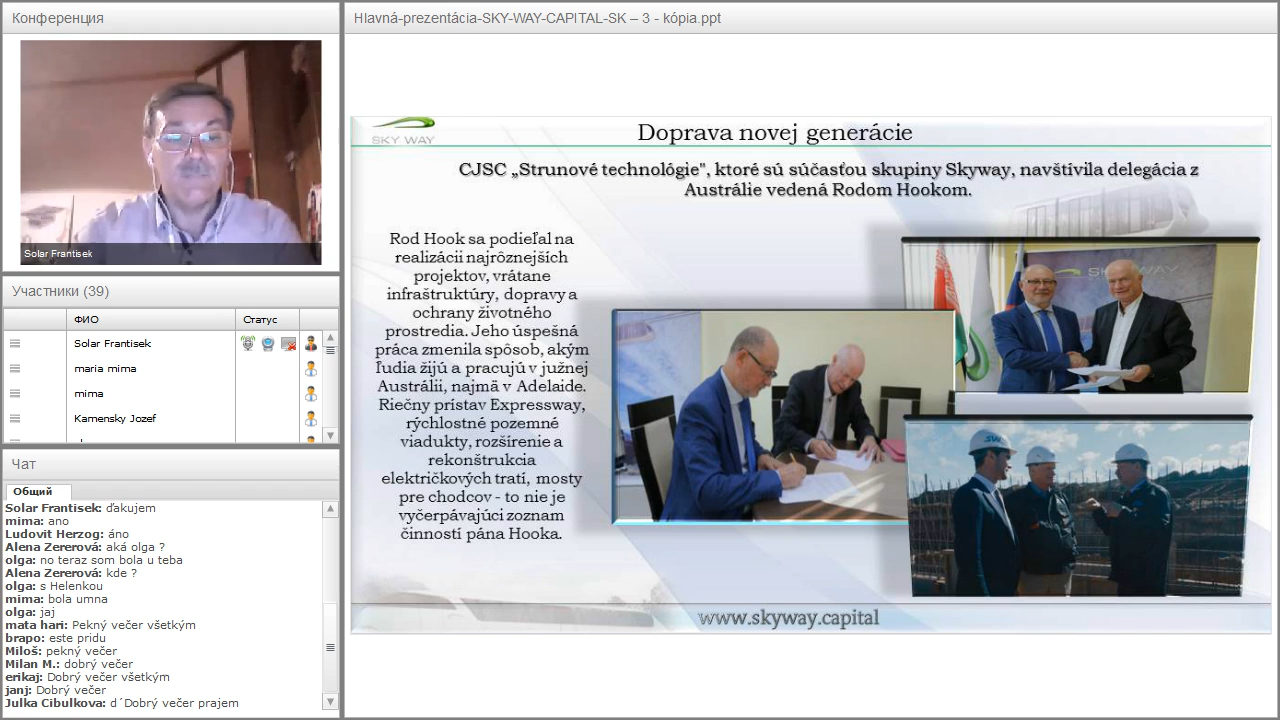 Конференция
Solar Frantisek
Участники (39)
ФИО
Статус
Solar Frantisek
maria mima
mima
Kamensky Jozef
Чат
Общий
Solar Frantisek: ďakujem
mima: ano
Ludovit Herzog: áno
Alena Zererová: aká olga ?
olga: no teraz som bola u teba
Alena Zererová: kde ?
olga: s Helenkou
mima: bola umna
olga: jaj
mata hari: Pekný večer všetkým
brapo: este pridu
Miloš: pekný večer
Milan M.: dobrý večer
erikaj: Dobrý večer všetkým
janj: Dobrý večer
Julka Cibulkova: d´Dobrý večer prajem
Hlavná-prezentácia-SKY-WAY-CAPITAL-SK – 3 - kópia.ppt
SKY WAY
Doprava novej generácie
CJSC „Strunové technológie", ktoré sú súčasťou skupiny Skyway, navštívila delegácia z
Austrálie vedená Rodom Hookom.
Rod Hook sa podieľal na
realizácii najrôznejších
projektov, vrátane
infraštruktúry, dopravy a
ochrany životného
prostredia. Jeho úspešná
práca zmenila spôsob, akým
ľudia žijú a pracujú v južnej
Austrálii, najmä v Adelaide.
Riečny prístav Expressway,
rýchlostné pozemné
viadukty, rozšírenie a
rekonštrukcia
električkových tratí, mosty
pre chodcov - to nie je
vyčerpávajúci zoznam
činností pána Hooka.
SKY WAY
SW
www.skyway.capital